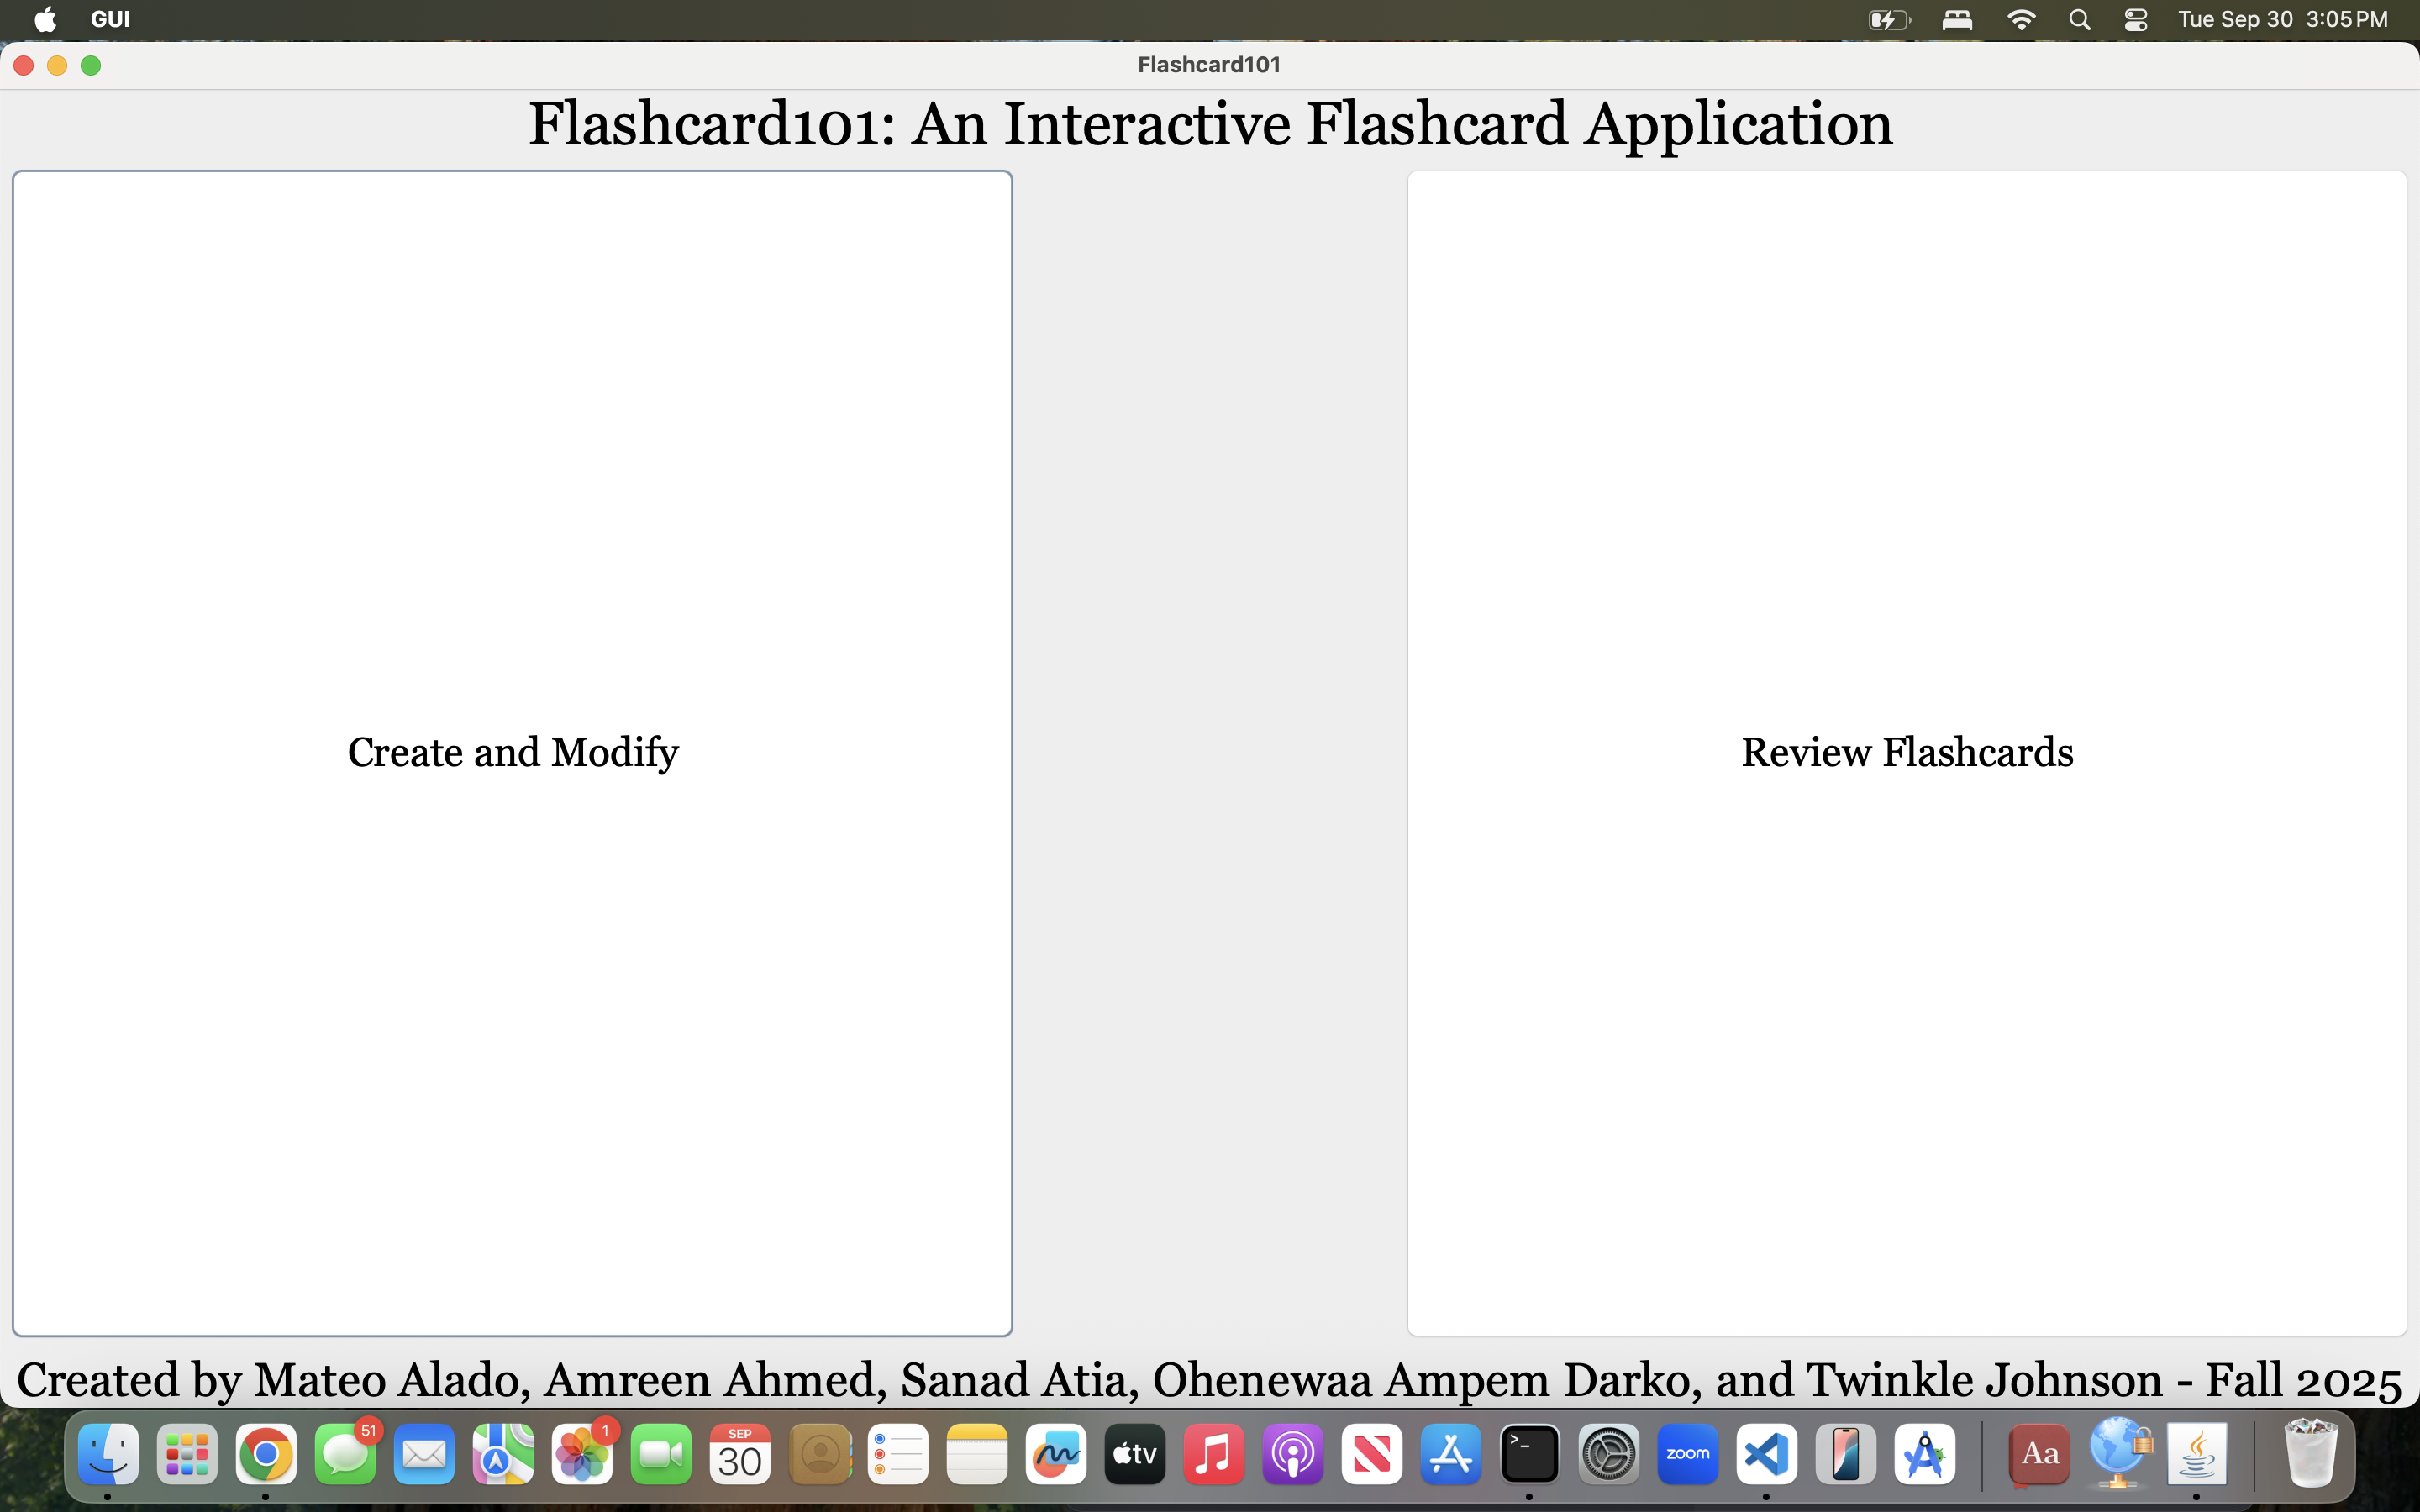 GUI
Tue Sep 30 3:05 PM
Flashcard101
Flashcard101: An Interactive Flashcard Application
Create and Modify
Review Flashcards
Created by Mateo Alado, Amreen Ahmed, Sanad Atia, Ohenewaa Ampem Darko, and Twinkle Johnson - Fall 2025
51
1
SEP
30
tv
>_
zoom
Aa